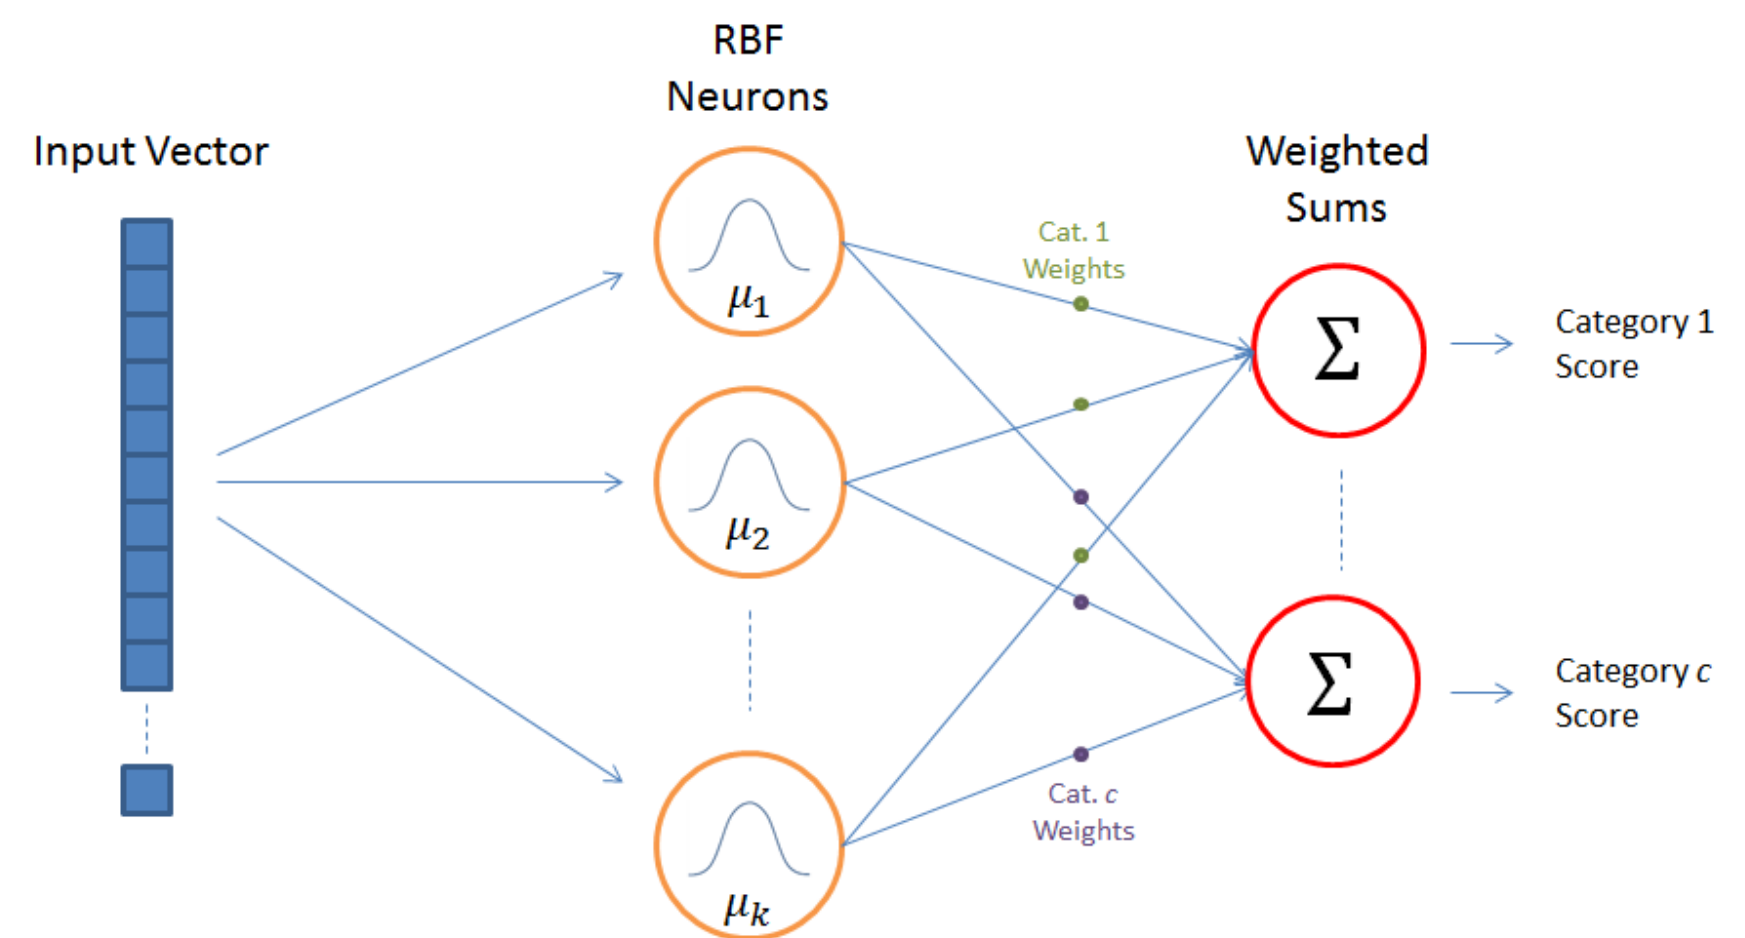 RBF
Neurons
Input Vector
Weighted
Sums
Cat. 1
Weights
μ1
Σ
Category 1
Score
μ2
Σ
Category c
Score
Cat. c
Weights
μk